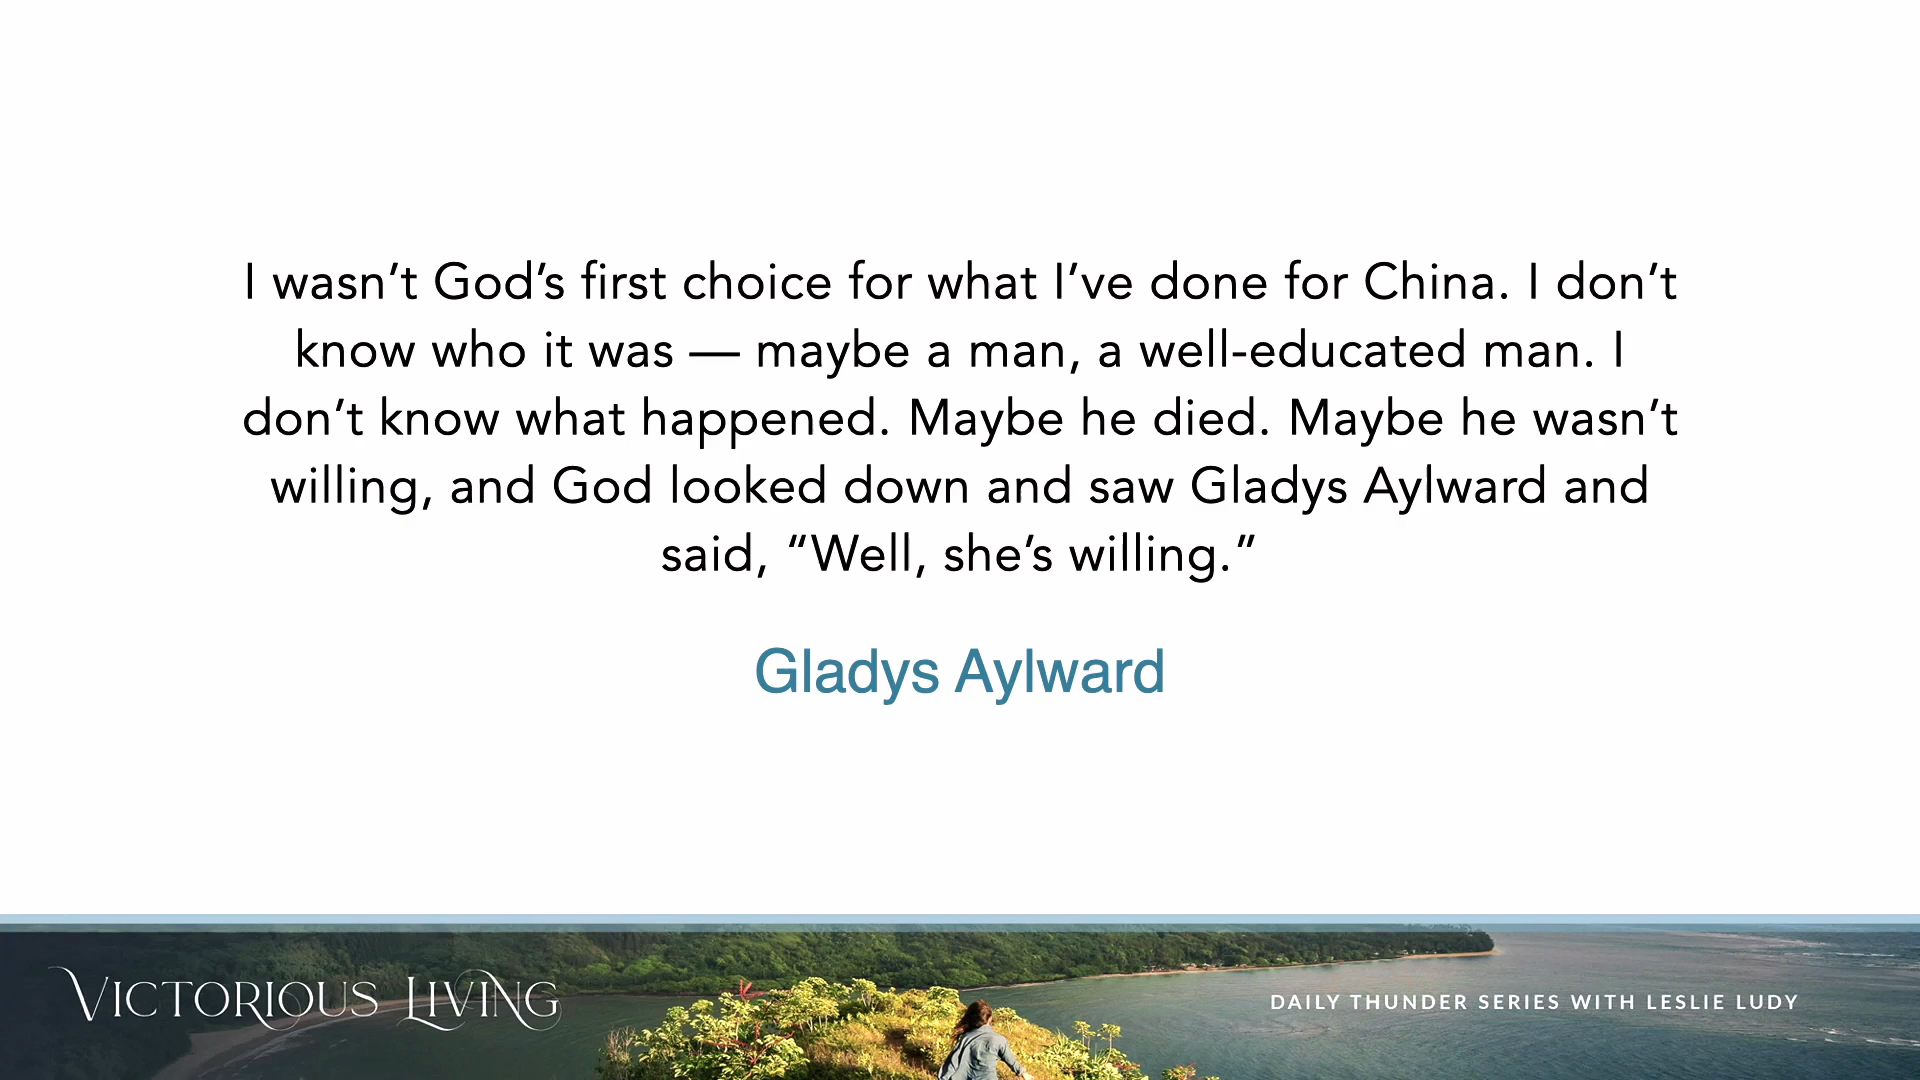 I wasn’t God’s first choice for what I’ve done for China. I don’t
know who it was — maybe a man, a well-educated man. I
don’t know what happened. Maybe he died. Maybe he wasn’t
willing, and God looked down and saw Gladys Aylward and
said, “Well, she’s willing.”
Gladys Aylward
VICTORIOUS LIVING
DAILY THUNDER SERIES WITH LESLIE LUDY